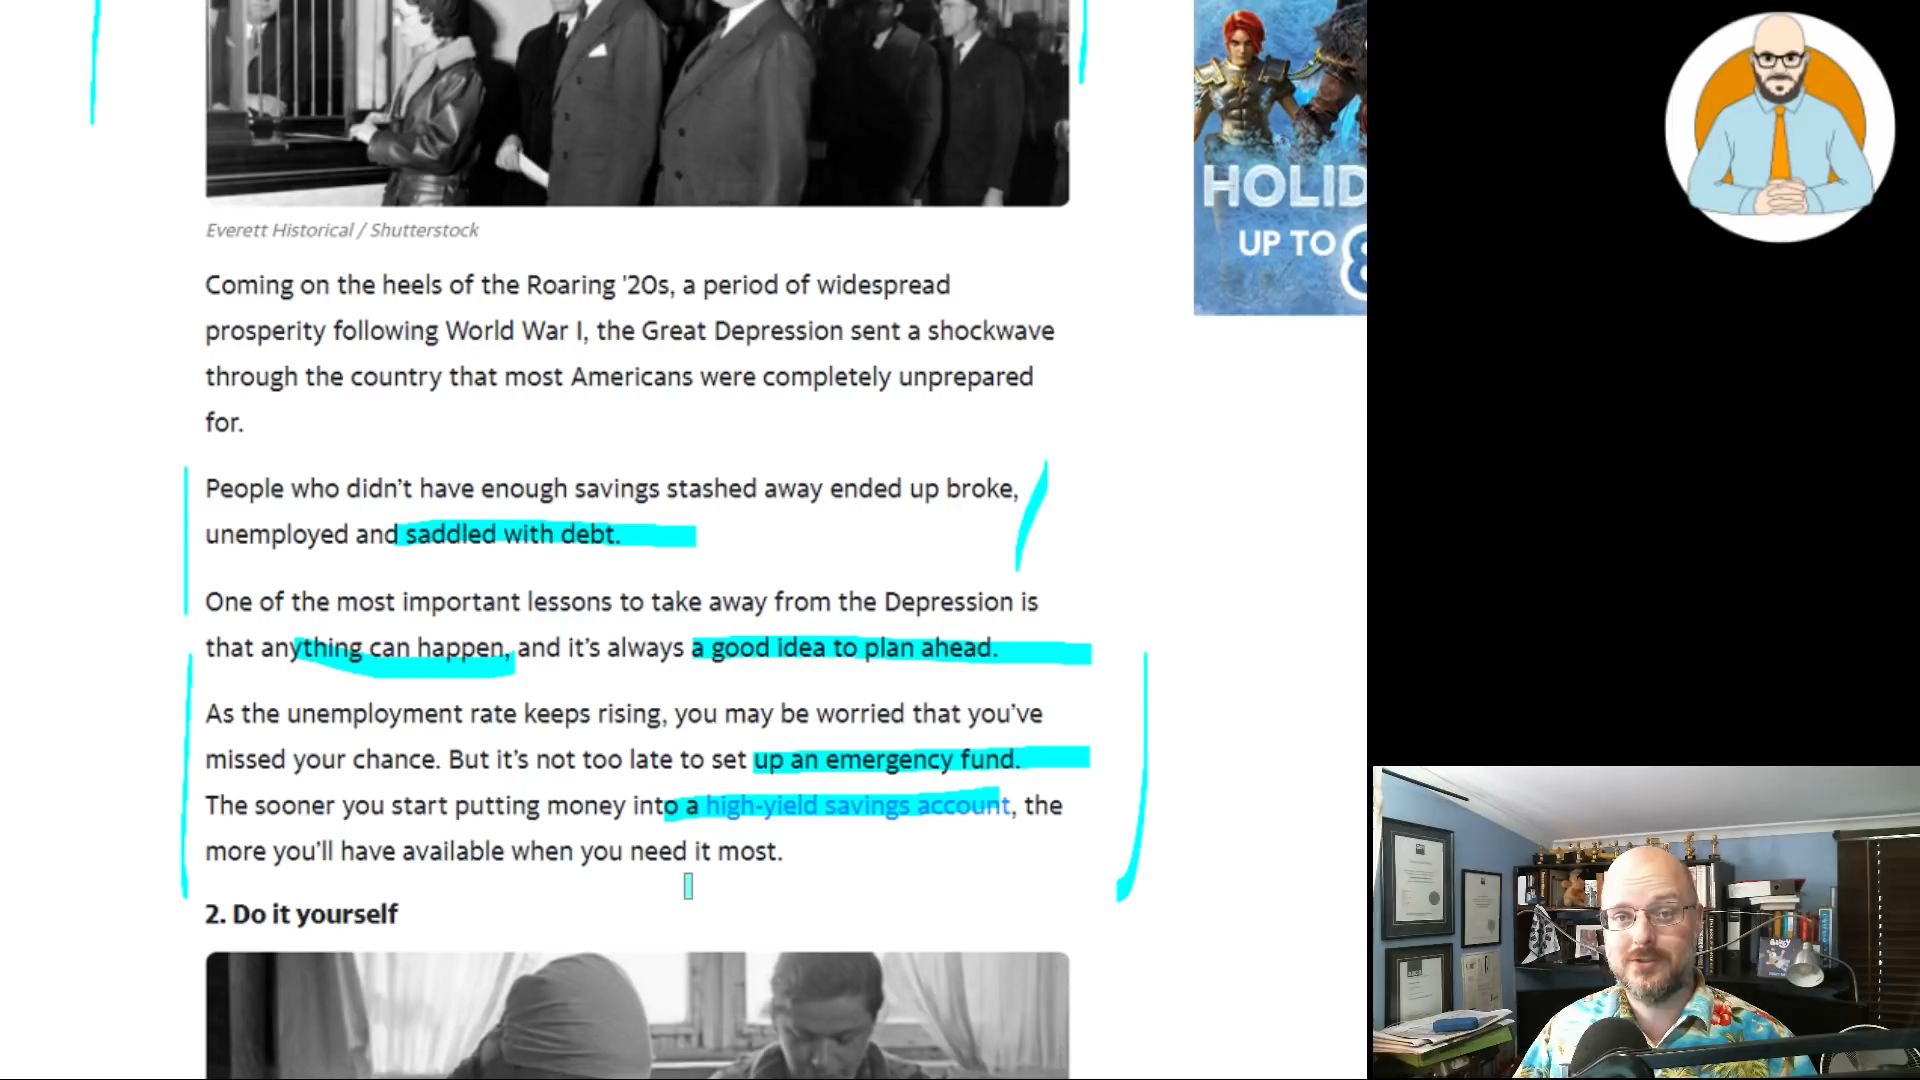 HOLID
UP TO 8
Everett Historical / Shutterstock
Coming on the heels of the Roaring '20s, a period of widespread
prosperity following World War I, the Great Depression sent a shockwave
through the country that most Americans were completely unprepared
for.
People who didn't have enough savings stashed away ended up broke,
unemployed and saddled with debt.
One of the most important lessons to take away from the Depression is
that anything can happen, and it's always a good idea to plan ahead.
As the unemployment rate keeps rising, you may be worried that you've
missed your chance. But it's not too late to set up an emergency fund.
The sooner you start putting money into a high-yield savings account, the
more you'll have available when you need it most.
2. Do it yourself